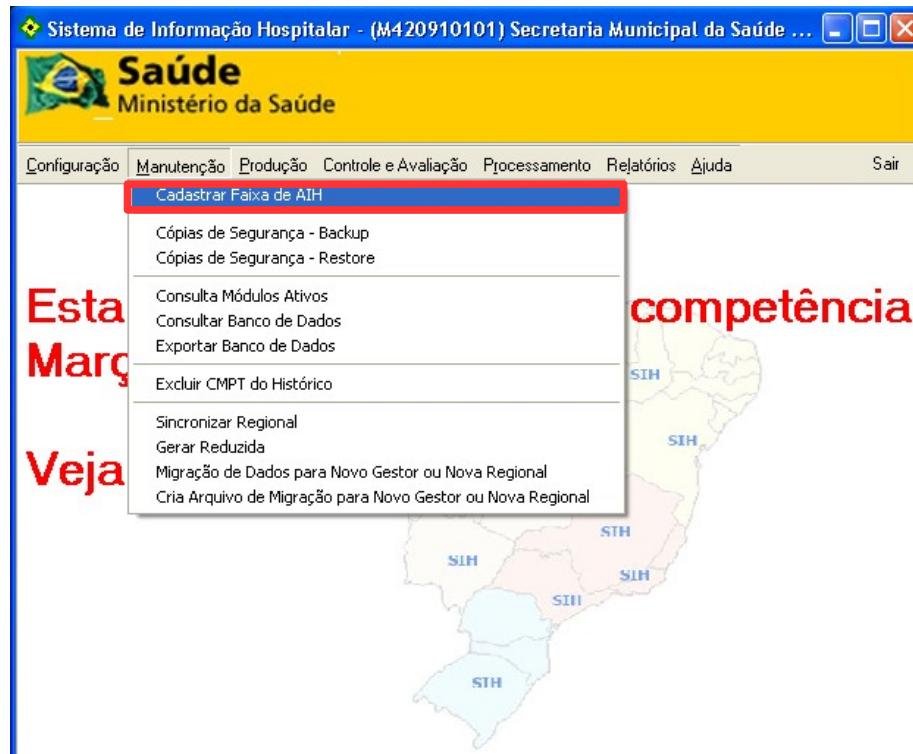 Sistema de Informação Hospitalar - (M420910101) Secretaria Municipal da Saúde ...
Saúde
Ministério da Saúde
Configuração Manutenção Produção Controle e Avaliação Processamento Relatórios Ajuda Sair
Cadastrar Faixa de AIH
Cópias de Segurança - Backup
Cópias de Segurança - Restore
Consulta Módulos Ativos
Esta competência
Consultar Banco de Dados
Exportar Banco de Dados
Març
SIH
Excluir CMPT do Histórico
Sincronizar Regional
SIH
Gerar Reduzida
Veja
Migração de Dados para Novo Gestor ou Nova Regional
Cria Arquivo de Migração para Novo Gestor ou Nova Regional
SIH
SIH
SIH
SIH
SIH